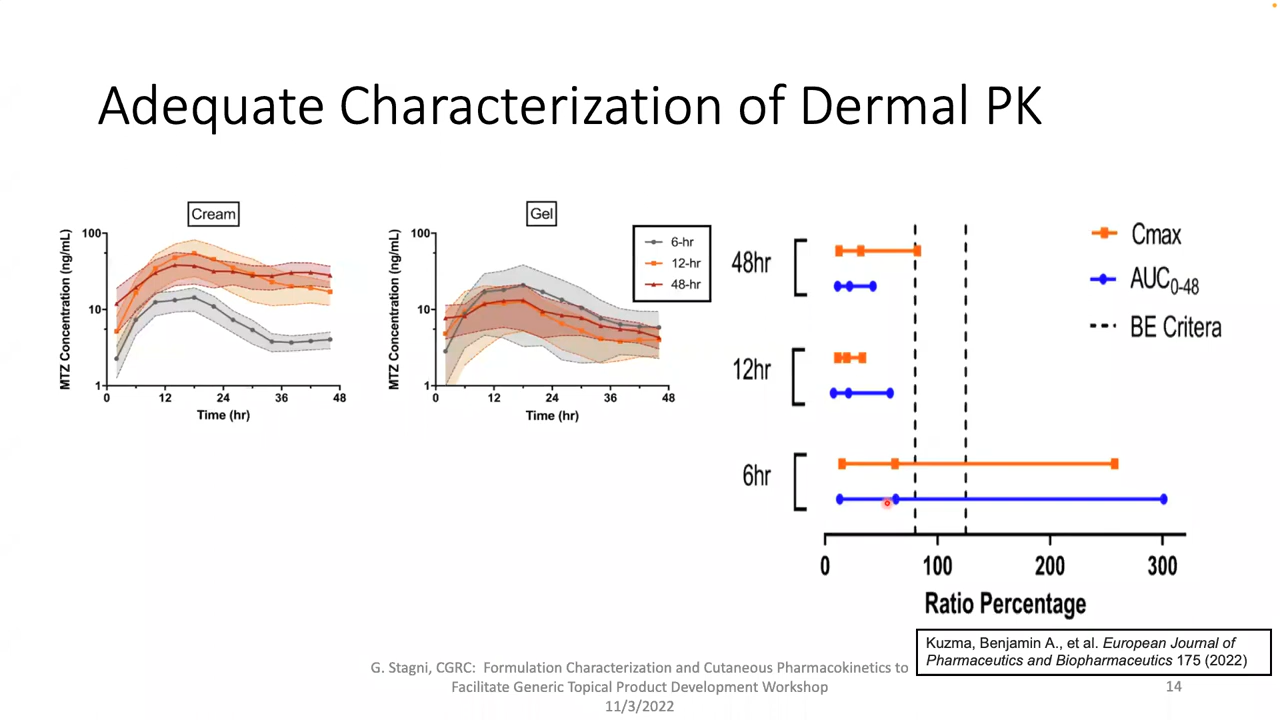 Adequate Characterization of Dermal PK
Cream
MTZ Concentration (ng/mL)
100
10
1
0 12 24 36 48
Time (hr)
Gel
MTZ Concentration (ng/mL)
100
10
1
0 12 24 36 48
Time (hr)
6-hr
12-hr
48-hr
48hr
12hr
6hr
Cmax
AUC0-48
BE Critera
0 100 200 300
Ratio Percentage
Kuzma, Benjamin A., et al. European Journal of
Pharmaceutics and Biopharmaceutics 175 (2022)
G. Stagni, CGRC: Formulation Characterization and Cutaneous Pharmacokinetics to
Facilitate Generic Topical Product Development Workshop
11/3/2022
14